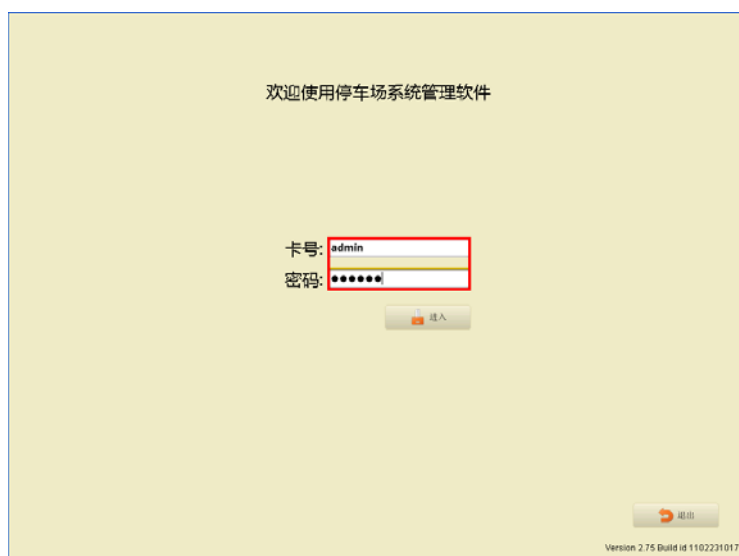 欢迎使用停车场系统管理软件
卡号: admin
密码: ●●●●●●
进入
退出
Version 2.75 Build id 1102231017